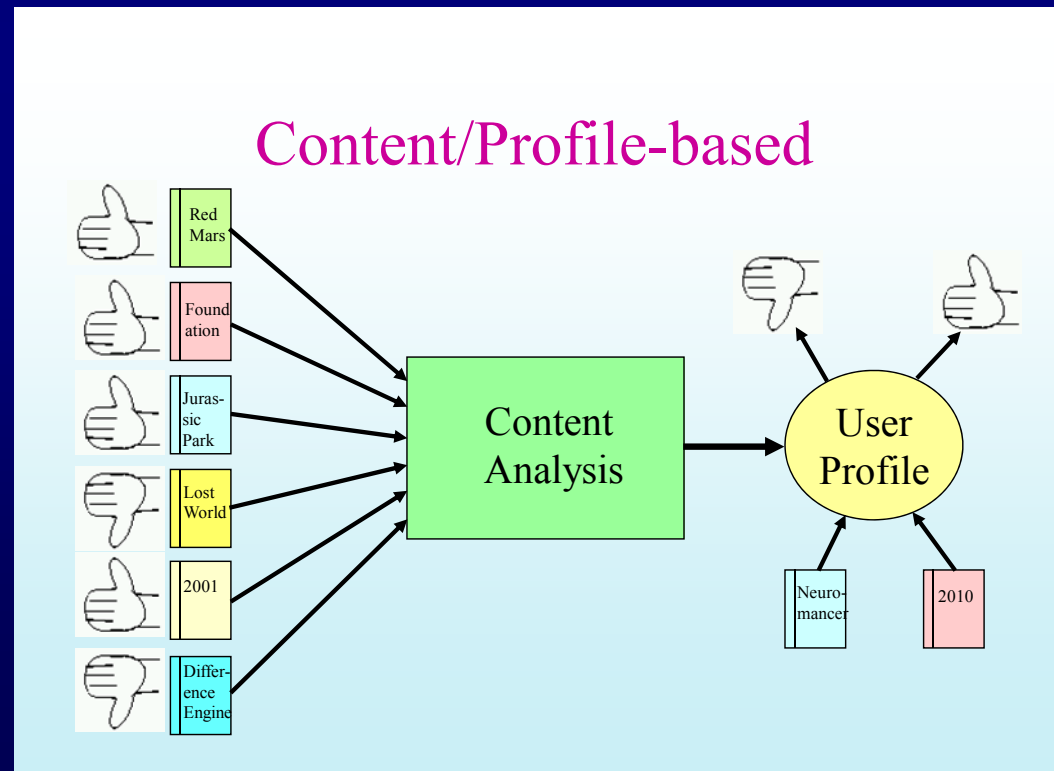 Content/Profile-based
Red
Mars
Found
ation
Juras-
sic
Park
Lost
World
2001
Differ-
ence
Engine
Content
Analysis
User
Profile
Neuro-
mancer
2010